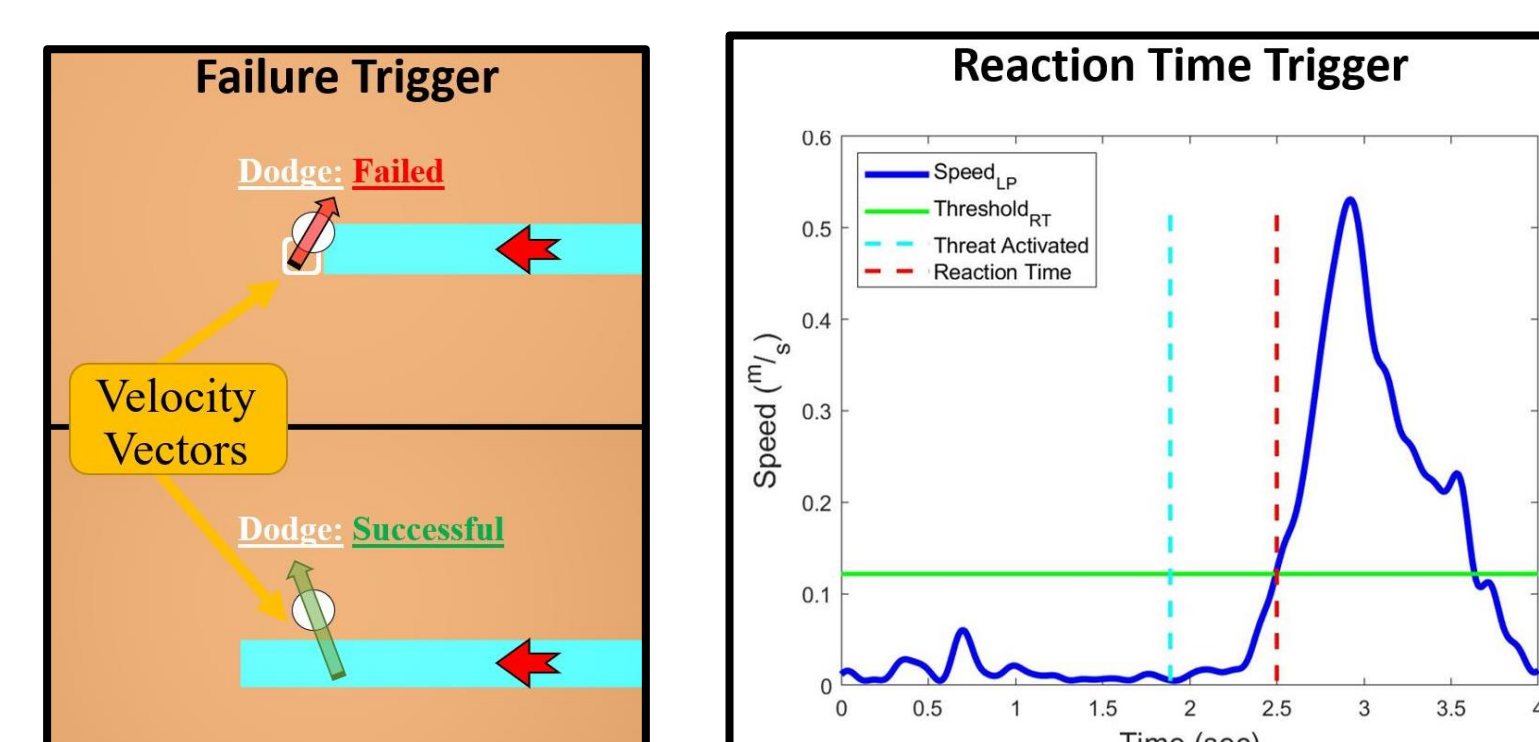 Failure Trigger
Dodge: Failed
Velocity
Vectors
Dodge: Successful
Reaction Time Trigger
Speed_LP
Threshold_RT
Threat Activated
Reaction Time
Speed (m/s)
0.6
0.5
0.4
0.3
0.2
0.1
0
0 0.5 1 1.5 2 2.5 3 3.5 4
Time (sec)